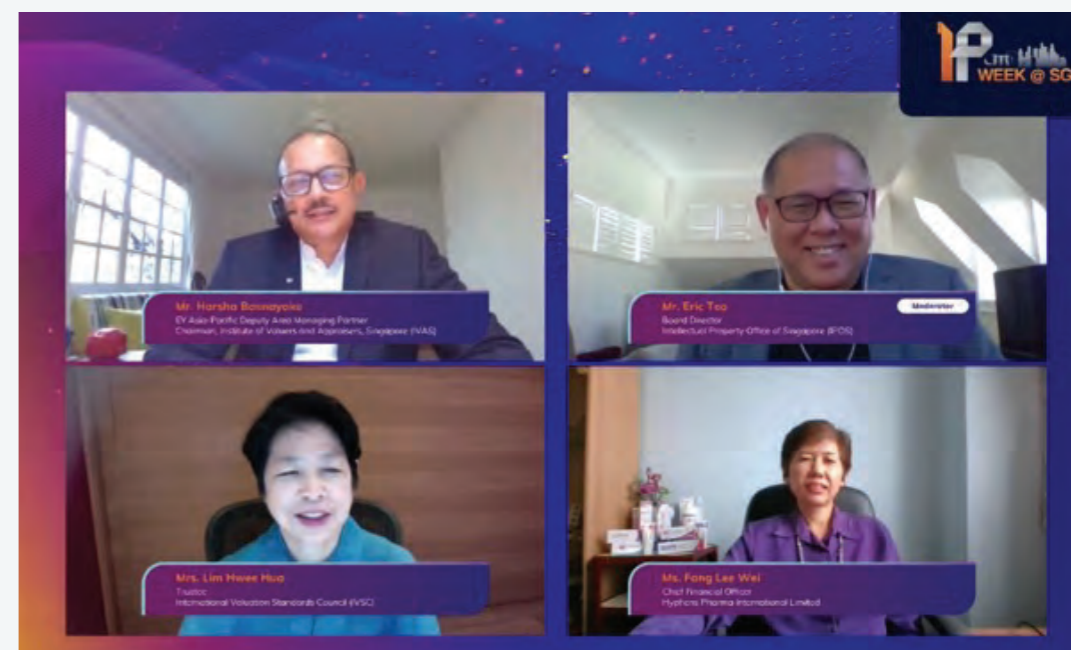 IP
WEEK @ SG
Mr. Harsha Basnayake
EY Asia-Pacific Deputy Area Managing Partner
Chairman, Institute of Valuers and Appraisers, Singapore (IVAS)
Mr. Eric Teo
Moderator
Board Director
Intellectual Property Office of Singapore (IPOS)
Mrs. Lim Hwee Hua
Trustee
International Valuation Standards Council (IVSC)
Ms. Fang Lee Wei
Chief Financial Officer
Hyphens Pharma International Limited